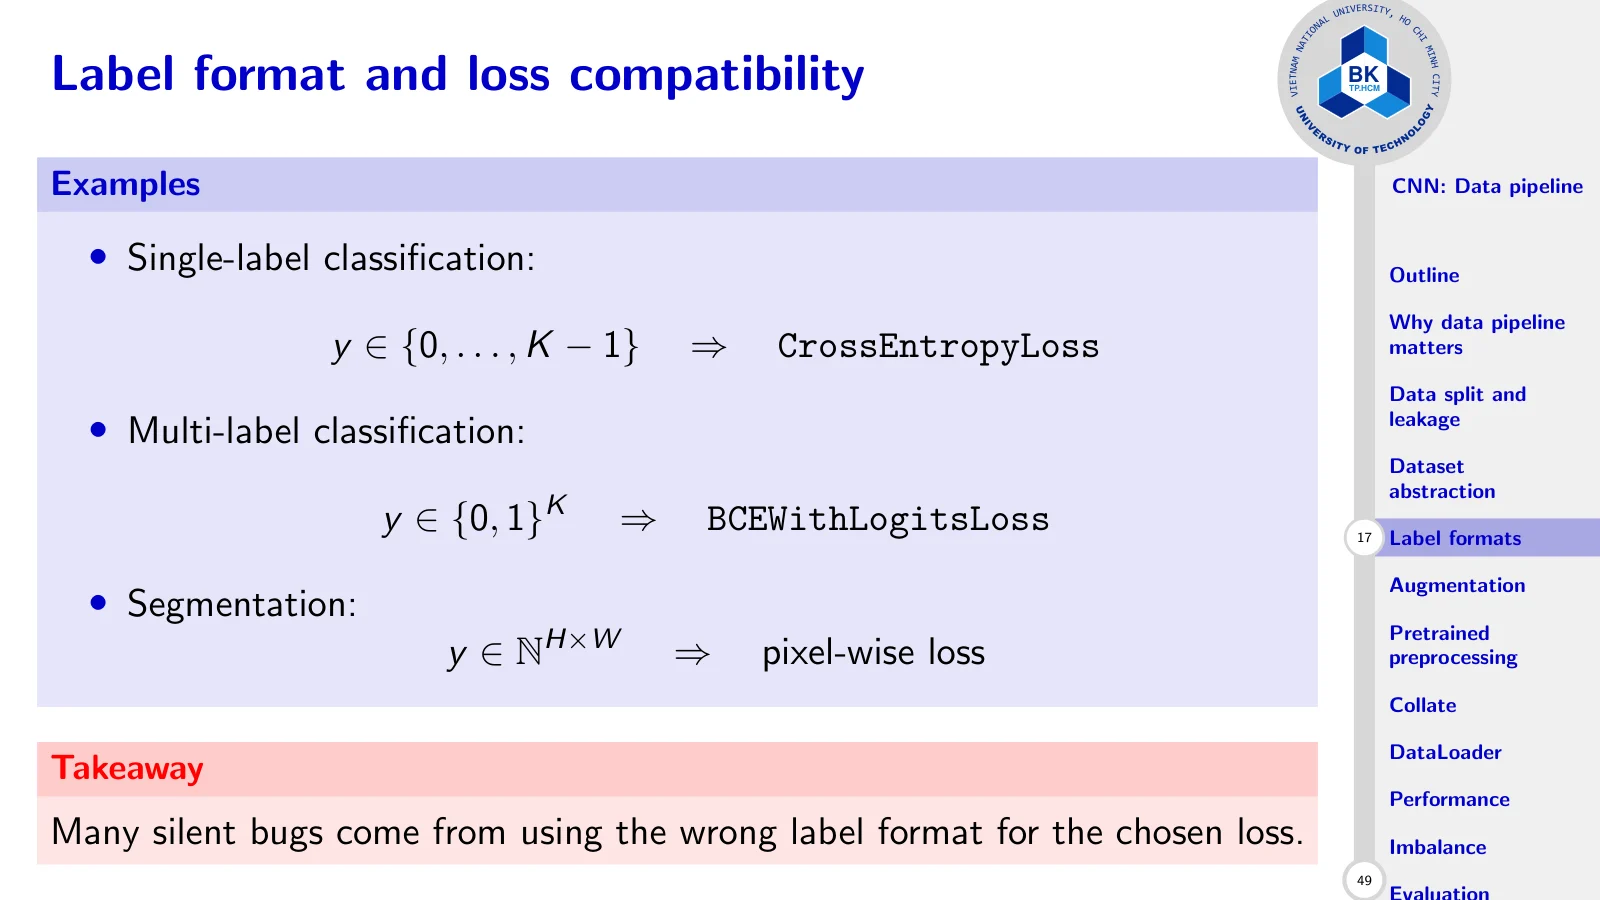 Label format and loss compatibility
Examples
• Single-label classification:
y ∈ {0, . . . , K − 1} ⇒ CrossEntropyLoss
• Multi-label classification:
y ∈ {0, 1}^K ⇒ BCEWithLogitsLoss
• Segmentation:
y ∈ ℕ^{H×W} ⇒ pixel-wise loss
Takeaway
Many silent bugs come from using the wrong label format for the chosen loss.
VIETNAM NATIONAL UNIVERSITY, HO CHI MINH CITY
BK
TP.HCM
UNIVERSITY OF TECHNOLOGY
CNN: Data pipeline
Outline
Why data pipeline
matters
Data split and
leakage
Dataset
abstraction
17
Label formats
Augmentation
Pretrained
preprocessing
Collate
DataLoader
Performance
Imbalance
49
Evaluation